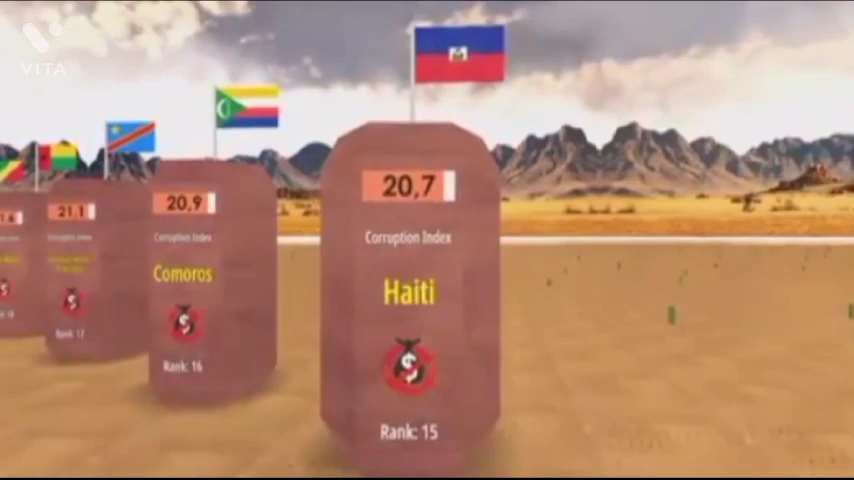 VITA
20,7
Corruption Index
Haiti
Rank: 15
20,9
Corruption Index
Comoros
Rank: 16
21.1
Corruption Index
Rank: 17